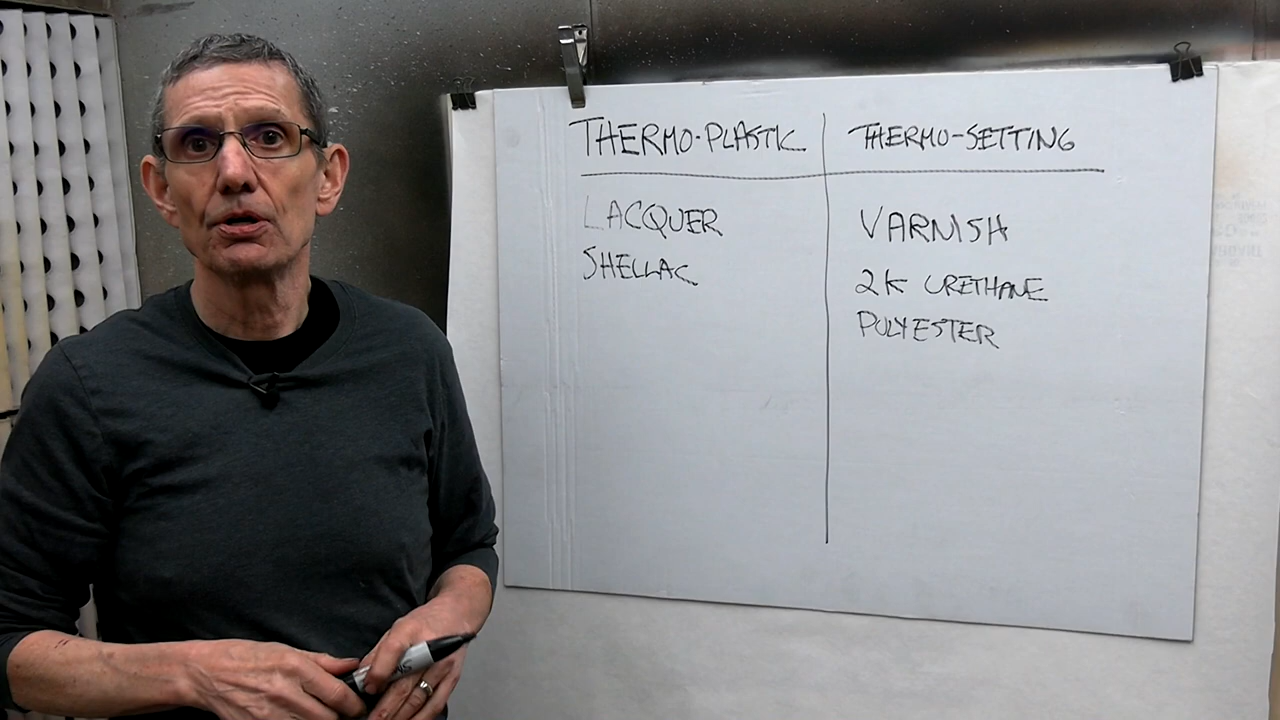 THERMO-PLASTIC
THERMO-SETTING
LACQUER
SHELLAC
VARNISH
2K URETHANE
POLYESTER